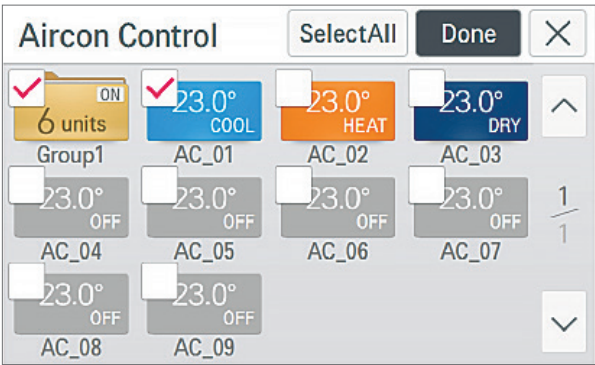 Aircon Control SelectAll Done
ON
6 units
Group1
23.0°
COOL
AC_01
23.0°
HEAT
AC_02
23.0°
DRY
AC_03
23.0°
OFF
AC_04
23.0°
OFF
AC_05
23.0°
OFF
AC_06
23.0°
OFF
AC_07
1
1
23.0°
OFF
AC_08
23.0°
OFF
AC_09